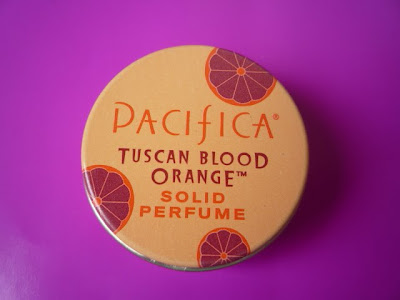 PACIFICA®
TUSCAN BLOOD
ORANGE™
SOLID
PERFUME